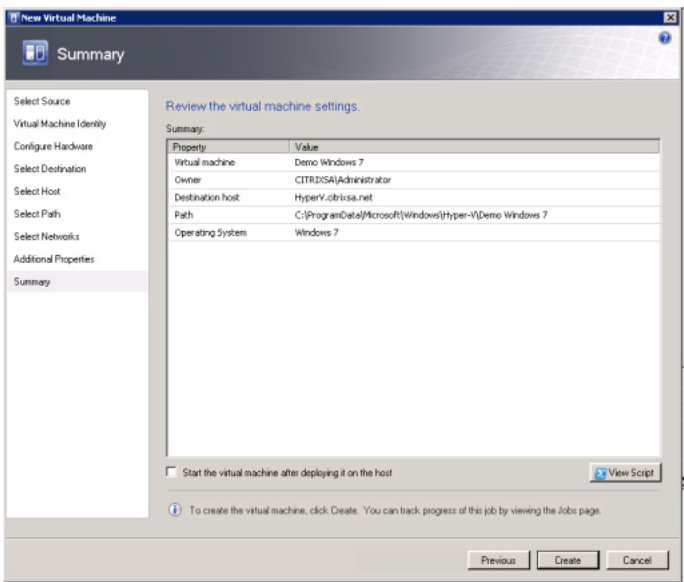 New Virtual Machine
Summary
Select Source
Virtual Machine Identity
Configure Hardware
Select Destination
Select Host
Select Path
Select Networks
Additional Properties
Summary
Review the virtual machine settings.
Summary:
Property Value
Virtual machine Demo Windows 7
Owner CITRIXSA\Administrator
Destination host HyperV.citrixsa.net
Path C:\ProgramData\Microsoft\Windows\Hyper-V\Demo Windows 7
Operating System Windows 7
Start the virtual machine after deploying it on the host
View Script
To create the virtual machine, click Create. You can track progress of this job by viewing the Jobs page.
Previous Create Cancel